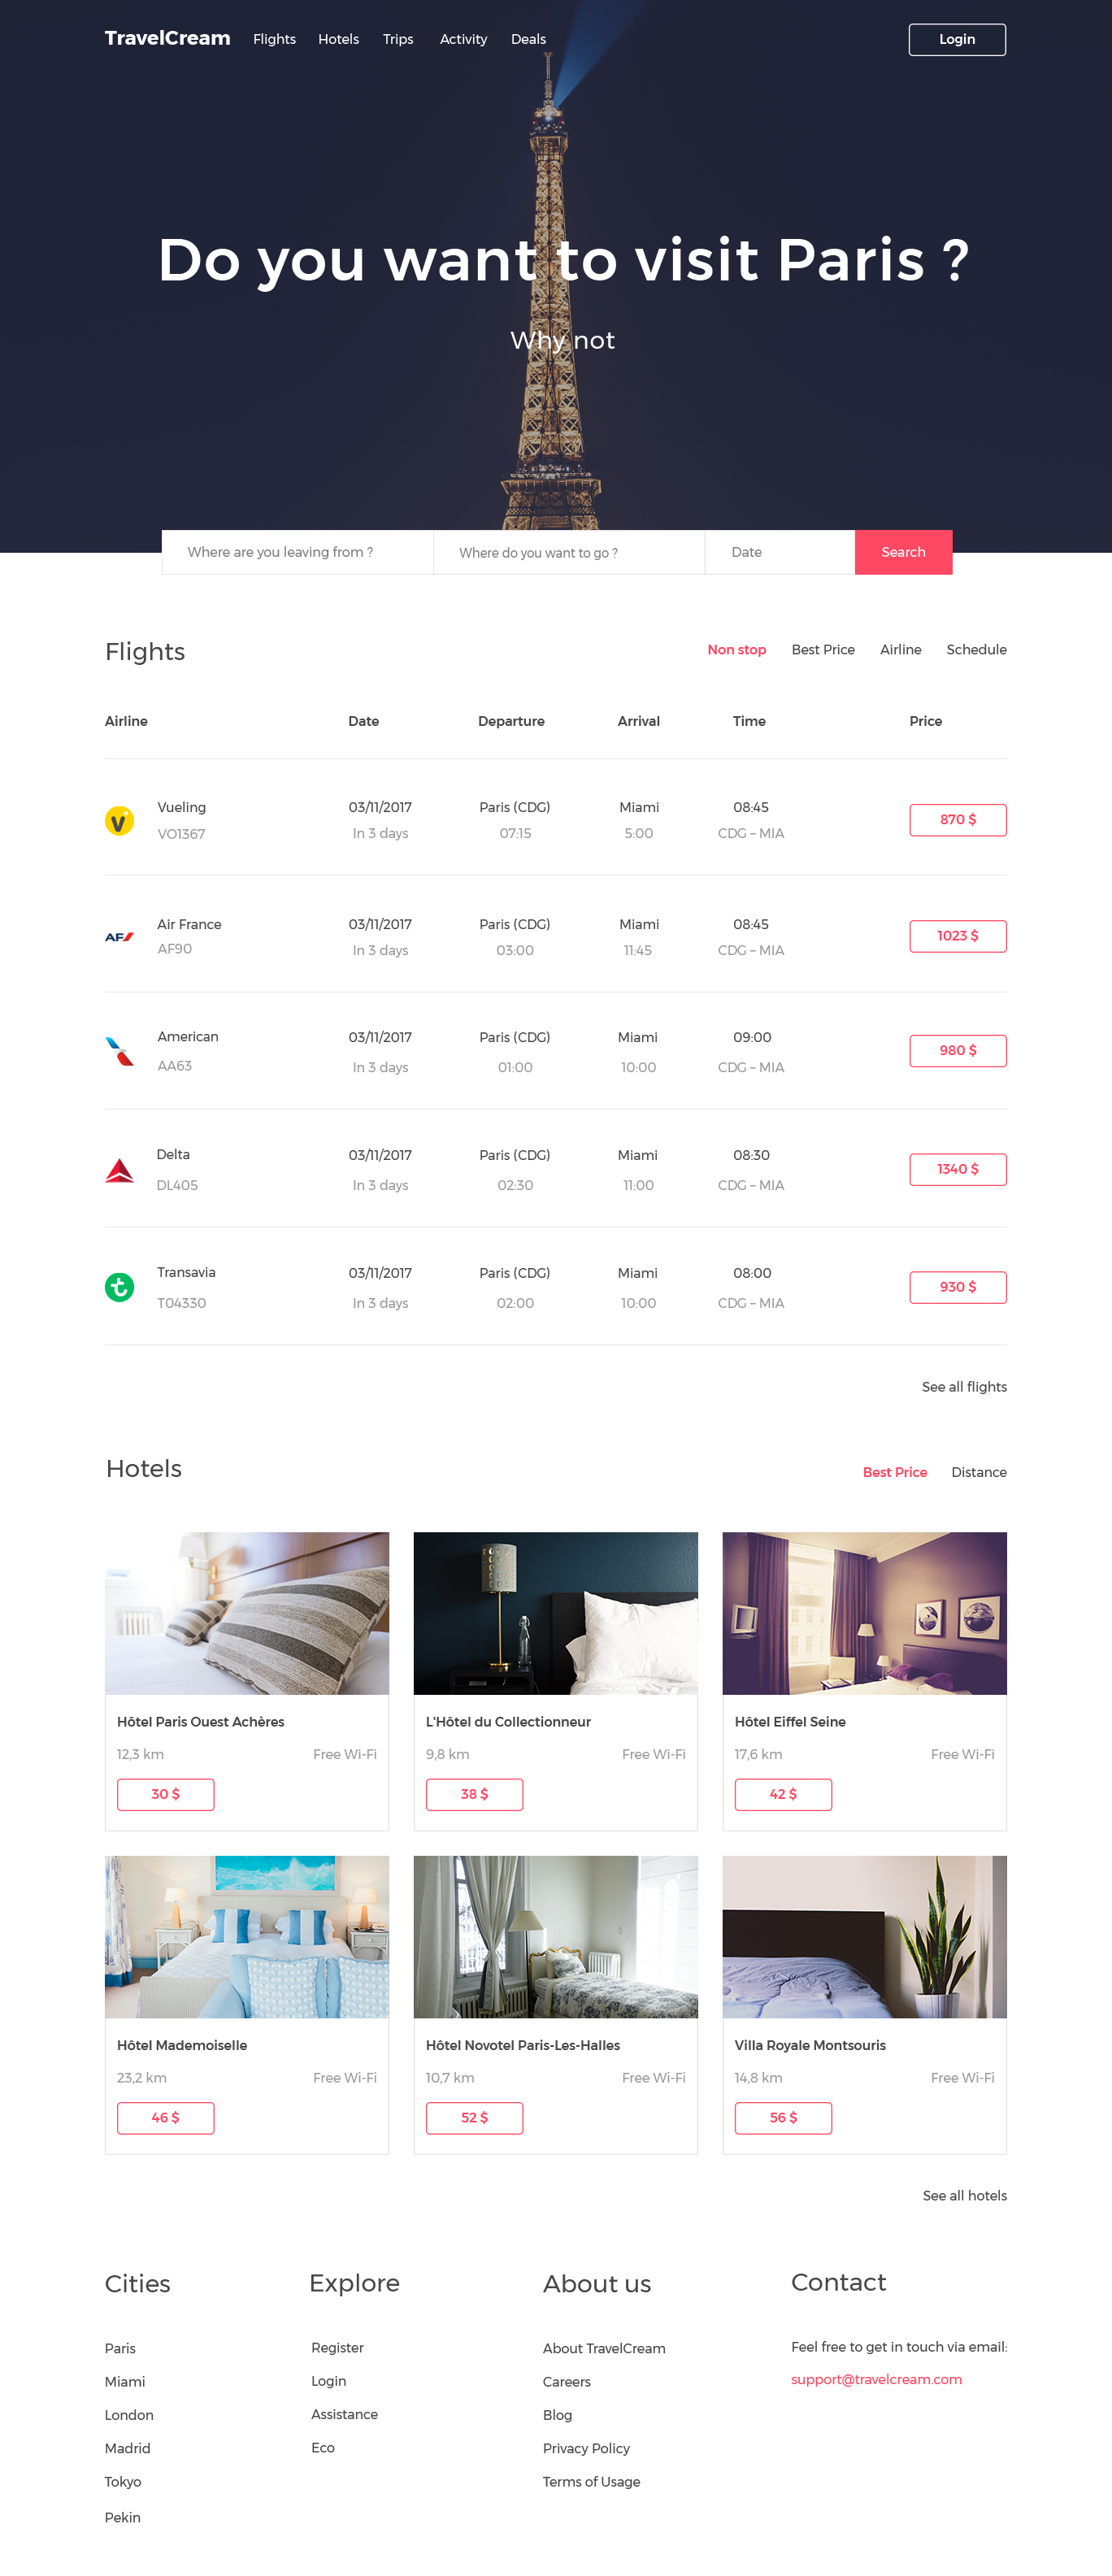 TravelCream Flights Hotels Trips Activity Deals Login
Do you want to visit Paris ?
Why not
Where are you leaving from ? Where do you want to go ? Date Search
Flights Non stop Best Price Airline Schedule
Airline Date Departure Arrival Time Price
Vueling 03/11/2017 Paris (CDG) Miami 08:45 870 $
VO1367 In 3 days 07:15 5:00 CDG – MIA
Air France 03/11/2017 Paris (CDG) Miami 08:45 1023 $
AF90 In 3 days 03:00 11:45 CDG – MIA
American 03/11/2017 Paris (CDG) Miami 09:00 980 $
AA63 In 3 days 01:00 10:00 CDG – MIA
Delta 03/11/2017 Paris (CDG) Miami 08:30 1340 $
DL405 In 3 days 02:30 11:00 CDG – MIA
Transavia 03/11/2017 Paris (CDG) Miami 08:00 930 $
T04330 In 3 days 02:00 10:00 CDG – MIA
See all flights
Hotels Best Price Distance
Hôtel Paris Ouest Achères L'Hôtel du Collectionneur Hôtel Eiffel Seine
12,3 km Free Wi-Fi 9,8 km Free Wi-Fi 17,6 km Free Wi-Fi
30 $ 38 $ 42 $
Hôtel Mademoiselle Hôtel Novotel Paris-Les-Halles Villa Royale Montsouris
23,2 km Free Wi-Fi 10,7 km Free Wi-Fi 14,8 km Free Wi-Fi
46 $ 52 $ 56 $
See all hotels
Cities Explore About us Contact
Paris Register About TravelCream Feel free to get in touch via email:
Miami Login Careers support@travelcream.com
London Assistance Blog
Madrid Eco Privacy Policy
Tokyo Terms of Usage
Pekin